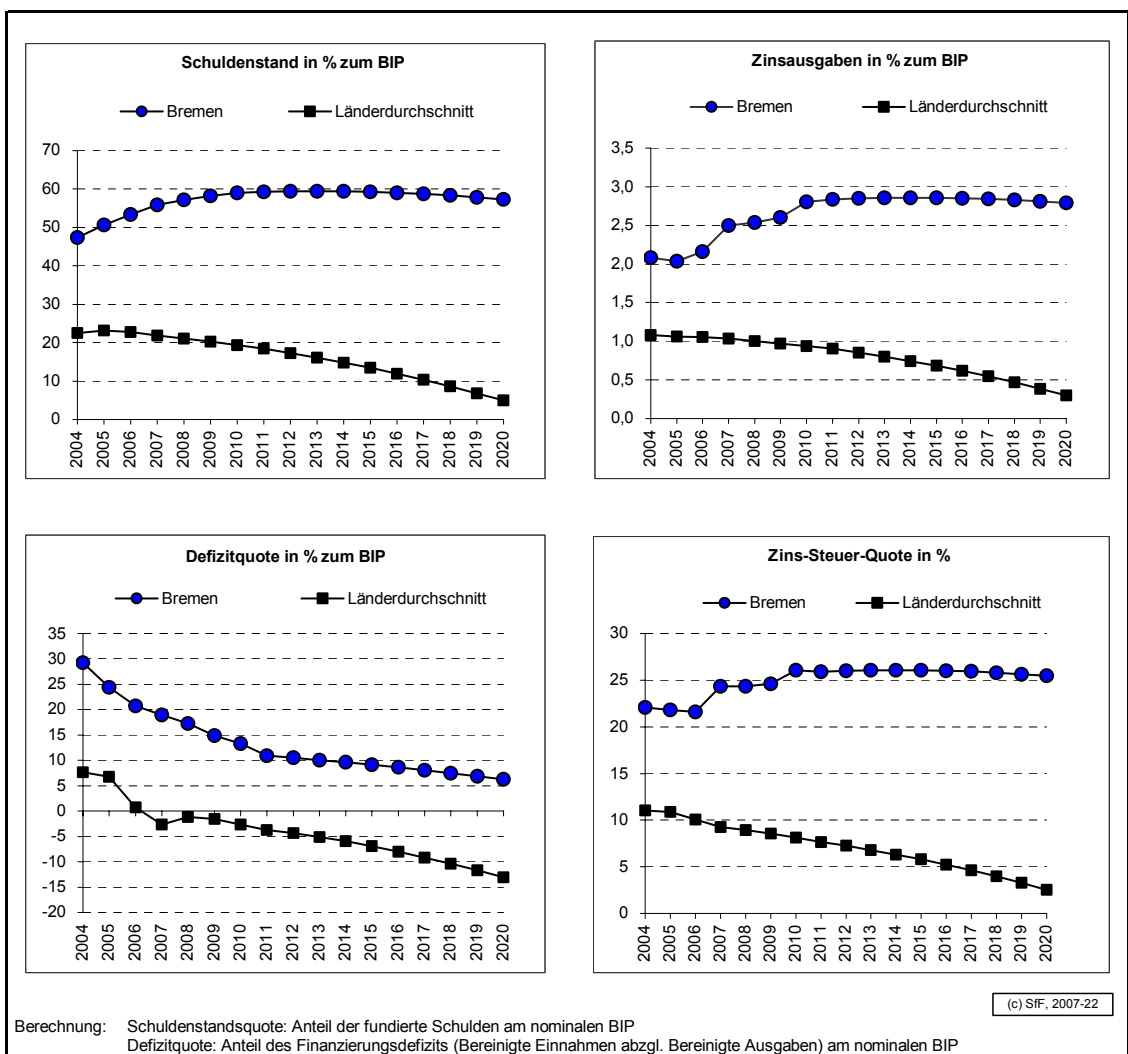 Schuldenstand in % zum BIP
Bremen Länderdurchschnitt
70
60
50
40
30
20
10
0
2004 2005 2006 2007 2008 2009 2010 2011 2012 2013 2014 2015 2016 2017 2018 2019 2020
Zinsausgaben in % zum BIP
Bremen Länderdurchschnitt
3,5
3,0
2,5
2,0
1,5
1,0
0,5
0,0
2004 2005 2006 2007 2008 2009 2010 2011 2012 2013 2014 2015 2016 2017 2018 2019 2020
Defizitquote in % zum BIP
Bremen Länderdurchschnitt
35
30
25
20
15
10
5
0
-5
-10
-15
-20
2004 2005 2006 2007 2008 2009 2010 2011 2012 2013 2014 2015 2016 2017 2018 2019 2020
Zins-Steuer-Quote in %
Bremen Länderdurchschnitt
30
25
20
15
10
5
0
2004 2005 2006 2007 2008 2009 2010 2011 2012 2013 2014 2015 2016 2017 2018 2019 2020
(c) SfF, 2007-22
Berechnung: Schuldenstandsquote: Anteil der fundierte Schulden am nominalen BIP
Defizitquote: Anteil des Finanzierungsdefizits (Bereinigte Einnahmen abzgl. Bereinigte Ausgaben) am nominalen BIP